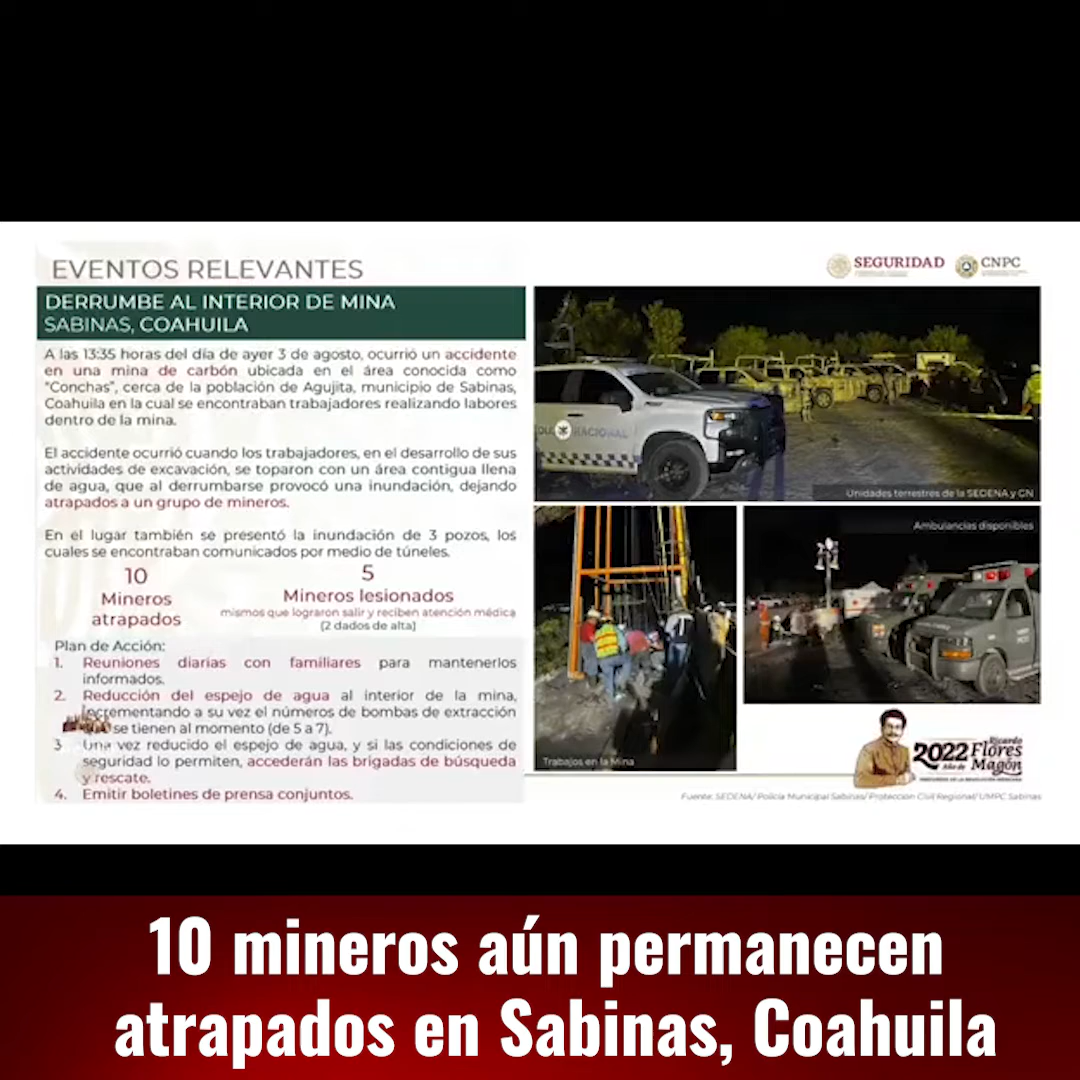 EVENTOS RELEVANTES
SEGURIDAD
CNPC
DERRUMBE AL INTERIOR DE MINA
SABINAS, COAHUILA
A las 13:35 horas del día de ayer 3 de agosto, ocurrió un accidente
en una mina de carbón ubicada en el área conocida como
"Conchas", cerca de la población de Agujita, municipio de Sabinas,
Coahuila en la cual se encontraban trabajadores realizando labores
dentro de la mina.
El accidente ocurrió cuando los trabajadores, en el desarrollo de sus
actividades de excavación, se toparon con un área contigua llena
de agua, que al derrumbarse provocó una inundación, dejando
atrapados a un grupo de mineros.
En el lugar también se presentó la inundación de 3 pozos, los
cuales se encontraban comunicados por medio de túneles.
10
Mineros
atrapados
5
Mineros lesionados
mismos que lograron salir y reciben atención médica
(2 dados de alta)
Plan de Acción:
1. Reuniones diarias con familiares para mantenerlos
informados.
2. Reducción del espejo de agua al interior de la mina,
incrementando a su vez el números de bombas de extracción
se tienen al momento (de 5 a 7).
3 Una vez reducido el espejo de agua, y si las condiciones de
seguridad lo permiten, accederán las brigadas de búsqueda
y rescate.
4. Emitir boletines de prensa conjuntos.
NACIONAL
Unidades terrestres de la SEDENA y GN
Trabajos en la Mina
Ambulancias disponibles
2022 Ricardo
Flores
Año de Magón
Fuente: SEDENA/ Policía Municipal Sabinas/ Protección Civil Regional/ UMPC Sabinas
10 mineros aún permanecen
atrapados en Sabinas, Coahuila